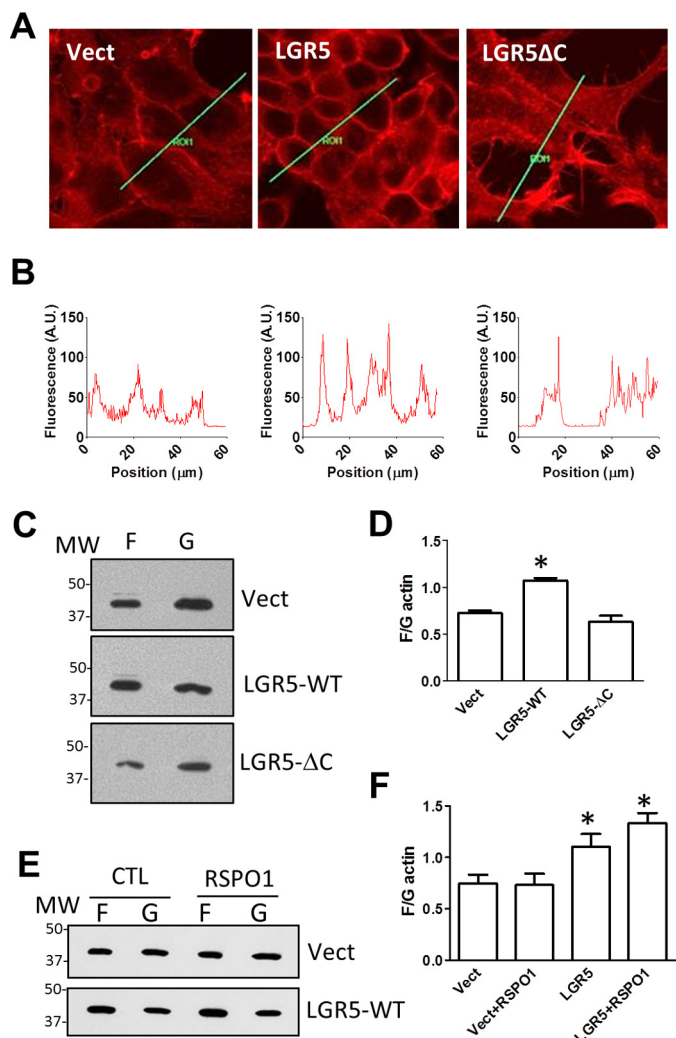 A
Vect
LGR5
LGR5ΔC
ROI1
ROI1
ROI1
B
Fluorescence (A.U.)
150
100
50
0
0 20 40 60
Position (μm)
Fluorescence (A.U.)
150
100
50
0
0 20 40 60
Position (μm)
Fluorescence (A.U.)
150
100
50
0
0 20 40 60
Position (μm)
C
MW F G
50-
37-
Vect
50-
37-
LGR5-WT
50-
37-
LGR5-ΔC
D
F/G actin
1.5
1.0
0.5
0.0
*
Vect
LGR5-WT
LGR5-ΔC
E
CTL RSPO1
MW F G F G
50-
37-
Vect
50-
37-
LGR5-WT
F
F/G actin
1.5
1.0
0.5
0.0
* *
Vect
Vect+RSPO1
LGR5
LGR5+RSPO1